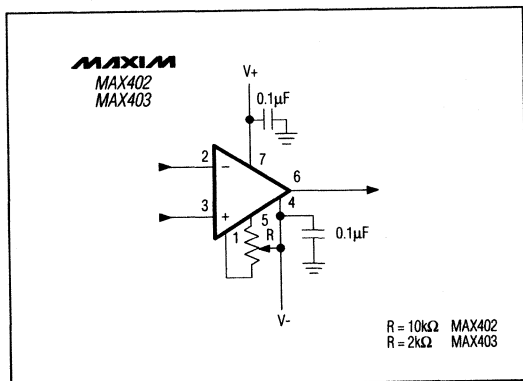 MAXIM
MAX402
MAX403
V+
0.1µF
2
−
7
6
4
3
+
5
1
R
0.1µF
V-
R = 10kΩ MAX402
R = 2kΩ MAX403